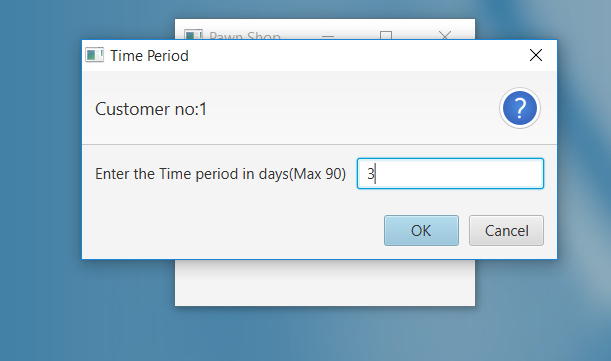 Pawn Shop
Time Period
Customer no:1
?
Enter the Time period in days(Max 90) 3
OK Cancel